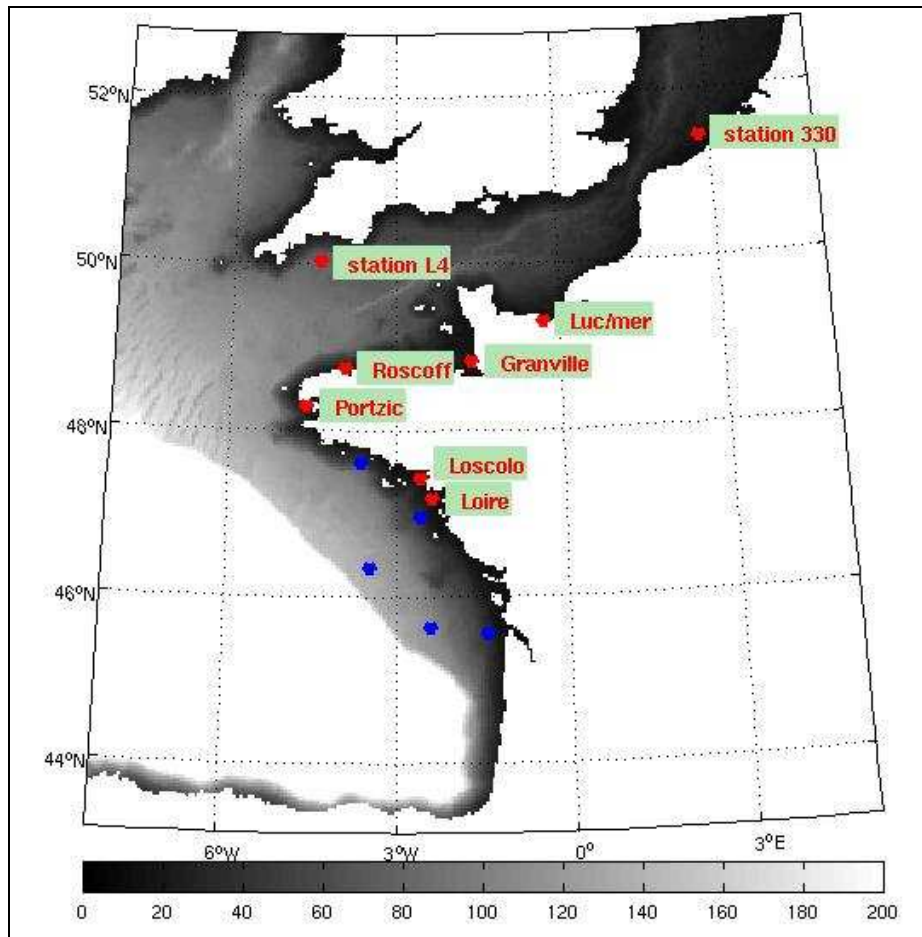 52°N
station 330
50°N
station L4
Luc/mer
Roscoff
Granville
Portzic
48°N
Loscolo
Loire
46°N
44°N
6°W 3°W 0° 3°E
0 20 40 60 80 100 120 140 160 180 200